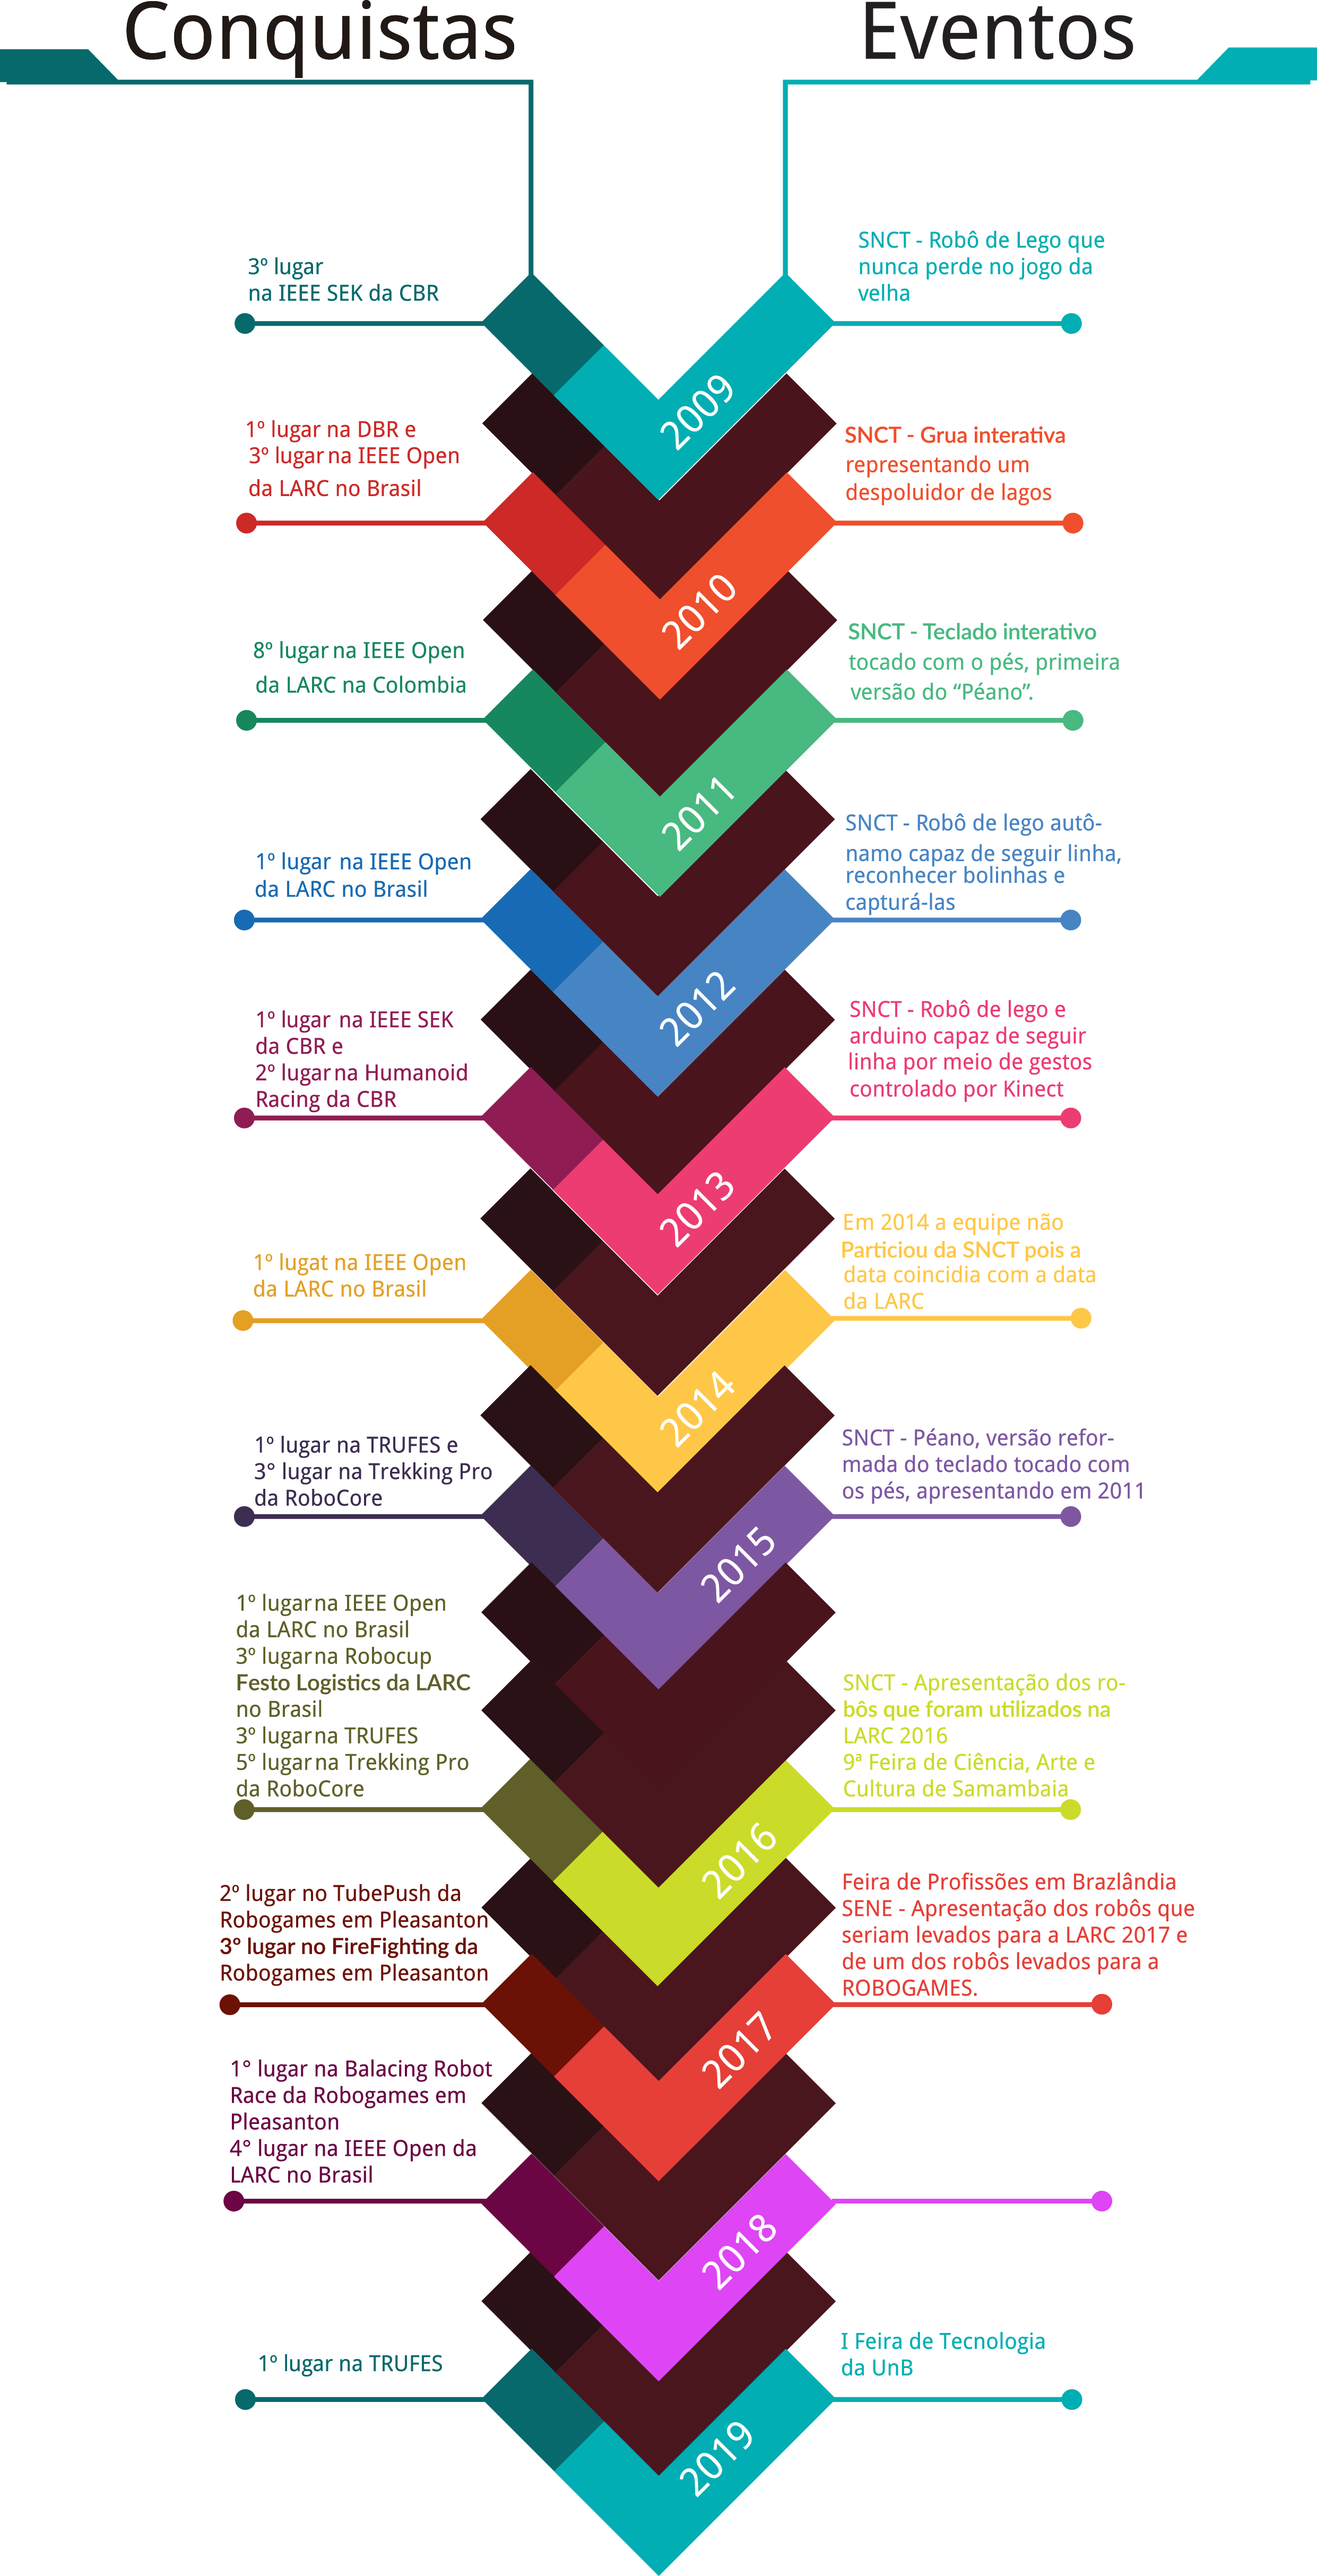 Conquistas
Eventos
3º lugar
na IEEE SEK da CBR
SNCT - Robô de Lego que
nunca perde no jogo da
velha
2009
1º lugar na DBR e
3º lugar na IEEE Open
da LARC no Brasil
SNCT - Grua interativa
representando um
despoluidor de lagos
2010
8º lugar na IEEE Open
da LARC na Colombia
SNCT - Teclado interativo
tocado com o pés, primeira
versão do “Péano”.
2011
1º lugar na IEEE Open
da LARC no Brasil
SNCT - Robô de lego autô-
namo capaz de seguir linha,
reconhecer bolinhas e
capturá-las
2012
1º lugar na IEEE SEK
da CBR e
2º lugar na Humanoid
Racing da CBR
SNCT - Robô de lego e
arduino capaz de seguir
linha por meio de gestos
controlado por Kinect
2013
1º lugat na IEEE Open
da LARC no Brasil
Em 2014 a equipe não
Particiou da SNCT pois a
data coincidia com a data
da LARC
2014
1º lugar na TRUFES e
3° lugar na Trekking Pro
da RoboCore
SNCT - Péano, versão refor-
mada do teclado tocado com
os pés, apresentando em 2011
2015
1º lugar na IEEE Open
da LARC no Brasil
3º lugar na Robocup
Festo Logistics da LARC
no Brasil
3º lugar na TRUFES
5º lugar na Trekking Pro
da RoboCore
SNCT - Apresentação dos ro-
bôs que foram utilizados na
LARC 2016
9ª Feira de Ciência, Arte e
Cultura de Samambaia
2016
2º lugar no TubePush da
Robogames em Pleasanton
3º lugar no FireFighting da
Robogames em Pleasanton
Feira de Profissões em Brazlândia
SENE - Apresentação dos robôs que
seriam levados para a LARC 2017 e
de um dos robôs levados para a
ROBOGAMES.
2017
1° lugar na Balacing Robot
Race da Robogames em
Pleasanton
4° lugar na IEEE Open da
LARC no Brasil
2018
1º lugar na TRUFES
I Feira de Tecnologia
da UnB
2019